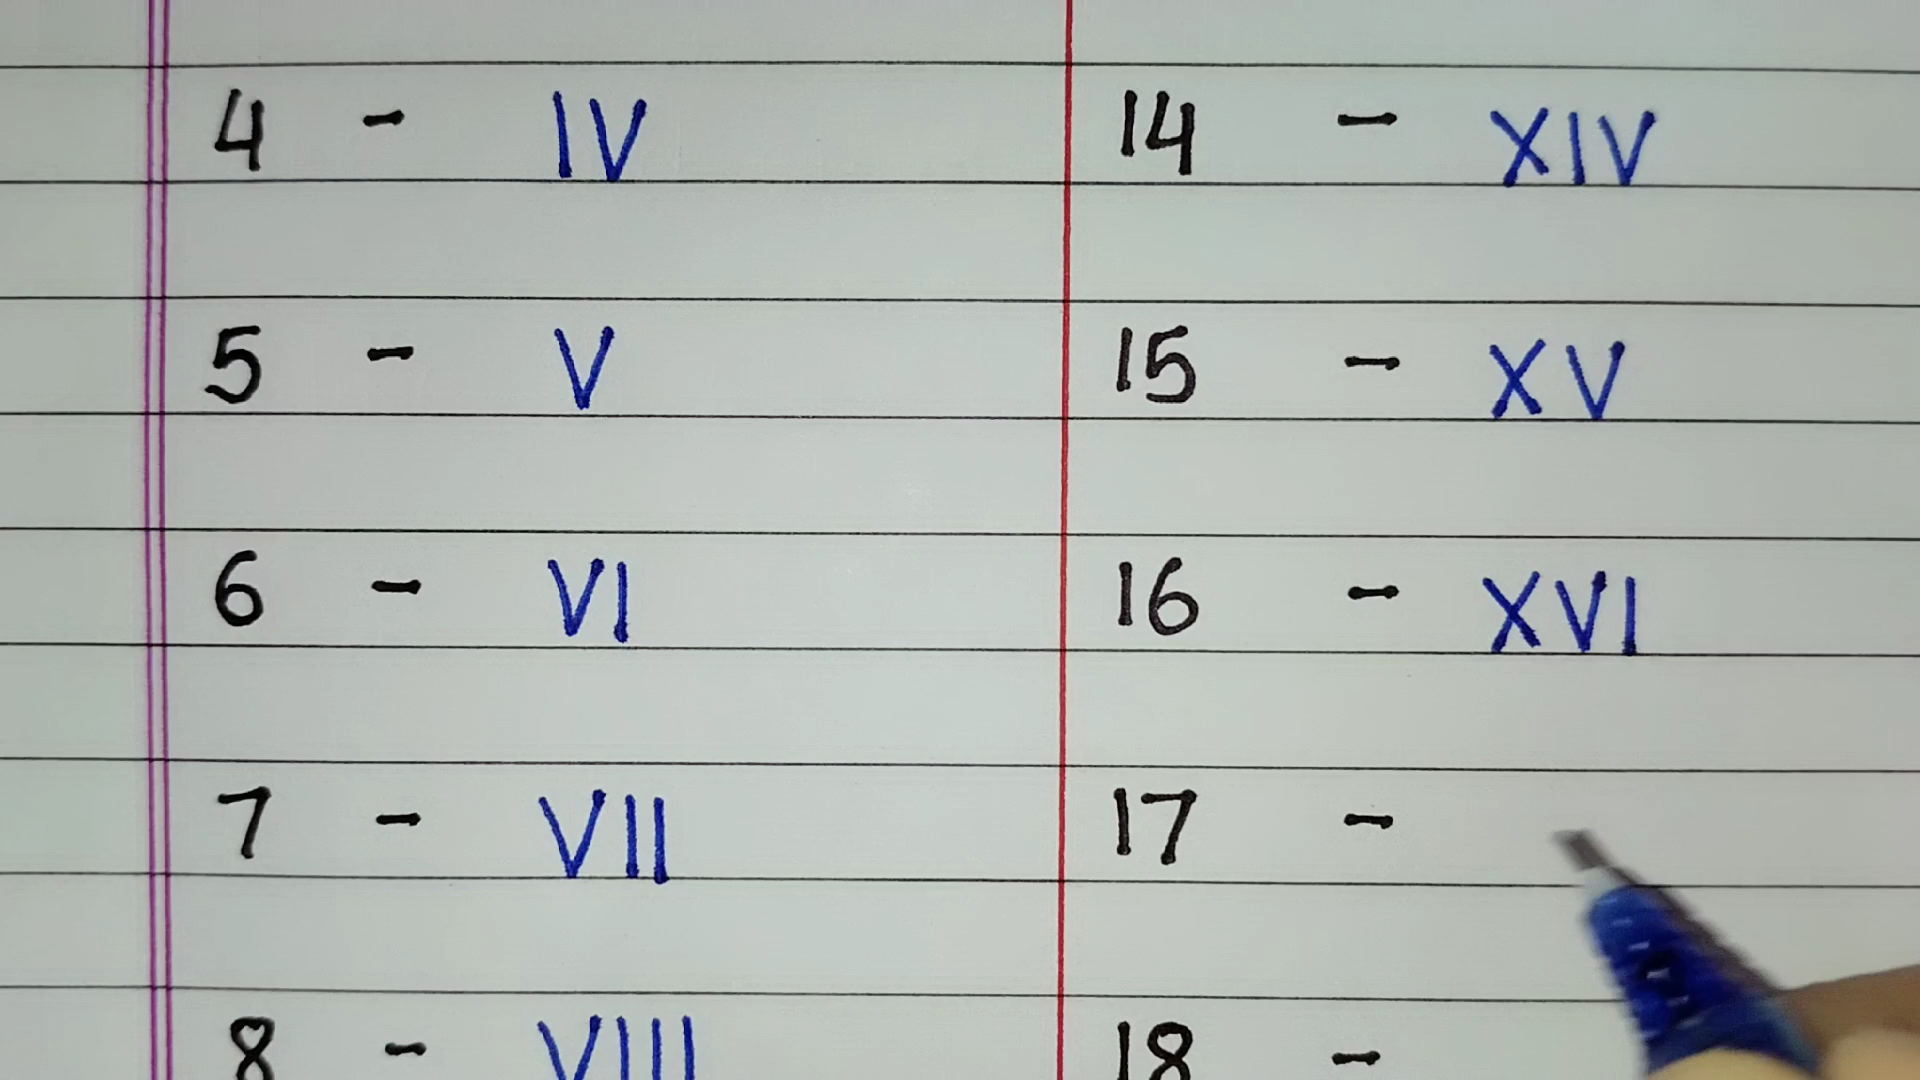 4 - IV
5 - V
6 - VI
7 - VII
8 - VIII
14 - XIV
15 - XV
16 - XVI
17 -
18 -